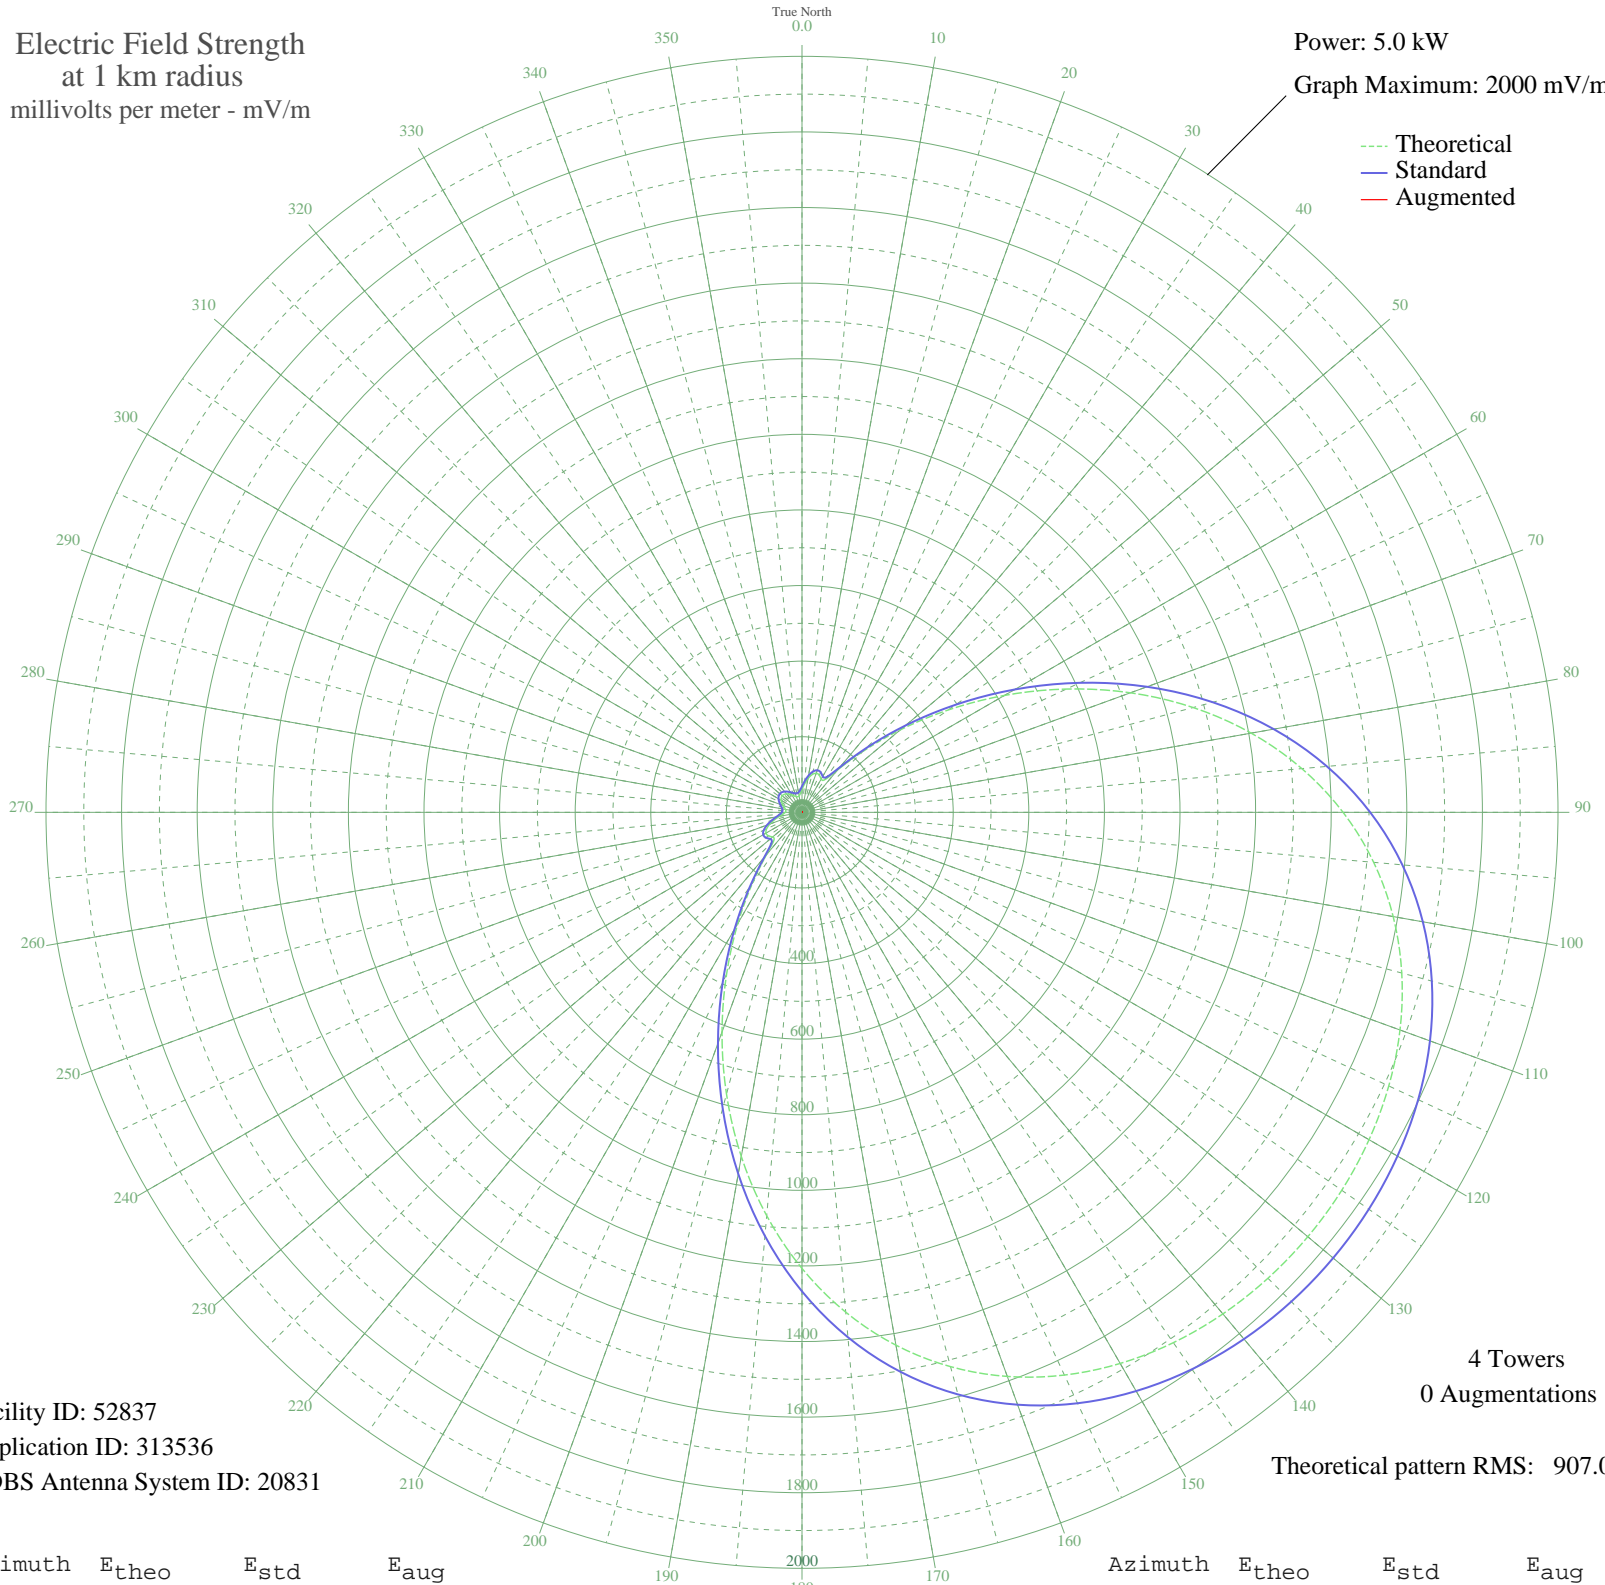 True North
0.0
Electric Field Strength
at 1 km radius
millivolts per meter - mV/m
Power: 5.0 kW
Graph Maximum: 2000 mV/m
Theoretical
Standard
Augmented
10
20
30
40
50
60
70
80
90
100
110
120
130
140
150
160
170
190
200
210
220
230
240
250
260
270
280
290
300
310
320
330
340
350
400
600
800
1000
1200
1400
1600
1800
2000
4 Towers
0 Augmentations
Theoretical pattern RMS: 907.0
cility ID: 52837
plication ID: 313536
DBS Antenna System ID: 20831
imuth Etheo Estd Eaug
Azimuth Etheo Estd Eaug